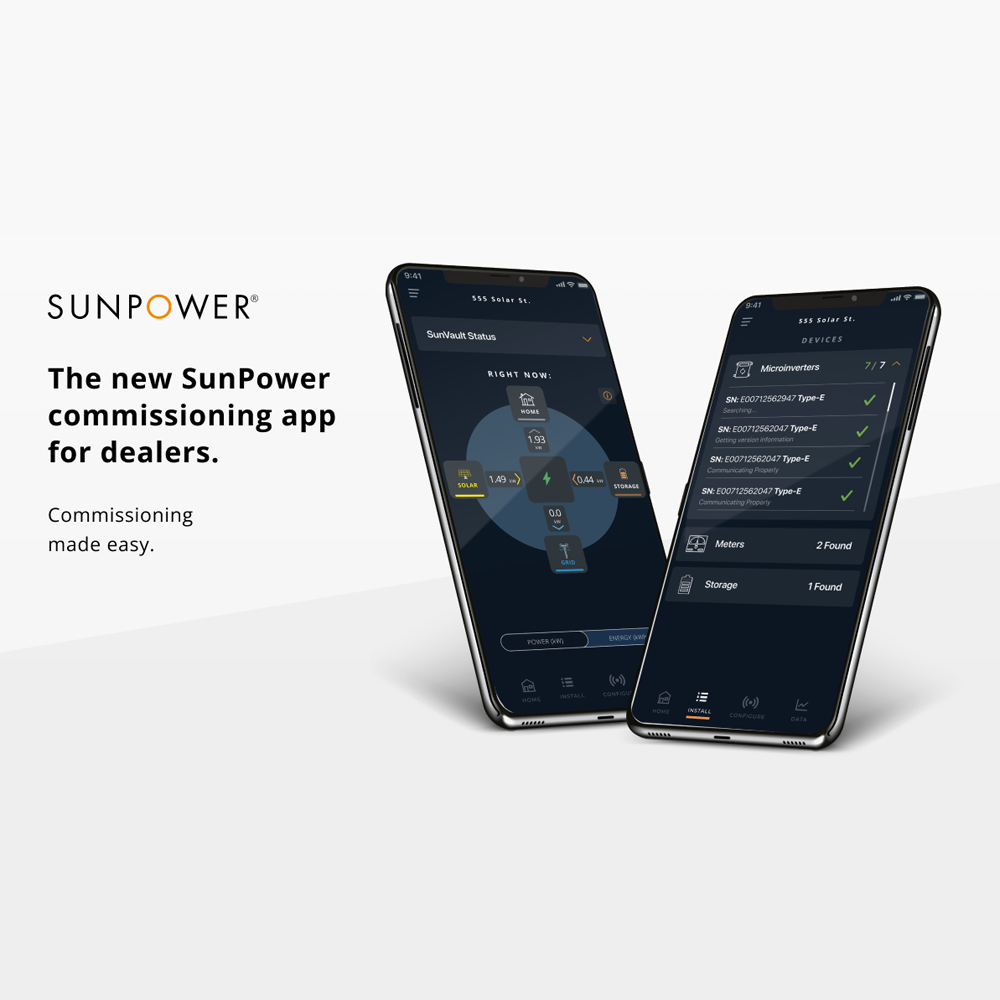 SUNPOWER®
The new SunPower
commissioning app
for dealers.
Commissioning
made easy.
9:41
555 Solar St.
SunVault Status
RIGHT NOW:
HOME
1.93
kW
SOLAR
1.49 kW
0.44 kW
STORAGE
0.0
kW
GRID
POWER (kW)
ENERGY (kWh)
HOME
INSTALL
CONFIGURE
9:41
555 Solar St.
DEVICES
Microinverters 7/7
SN: E00712562947 Type-E
Searching...
SN: E00712562047 Type-E
Getting version information
SN: E00712562047 Type-E
Communicating Properly
SN: E00712562047 Type-E
Communicating Properly
Meters 2 Found
Storage 1 Found
HOME
INSTALL
CONFIGURE
DATA